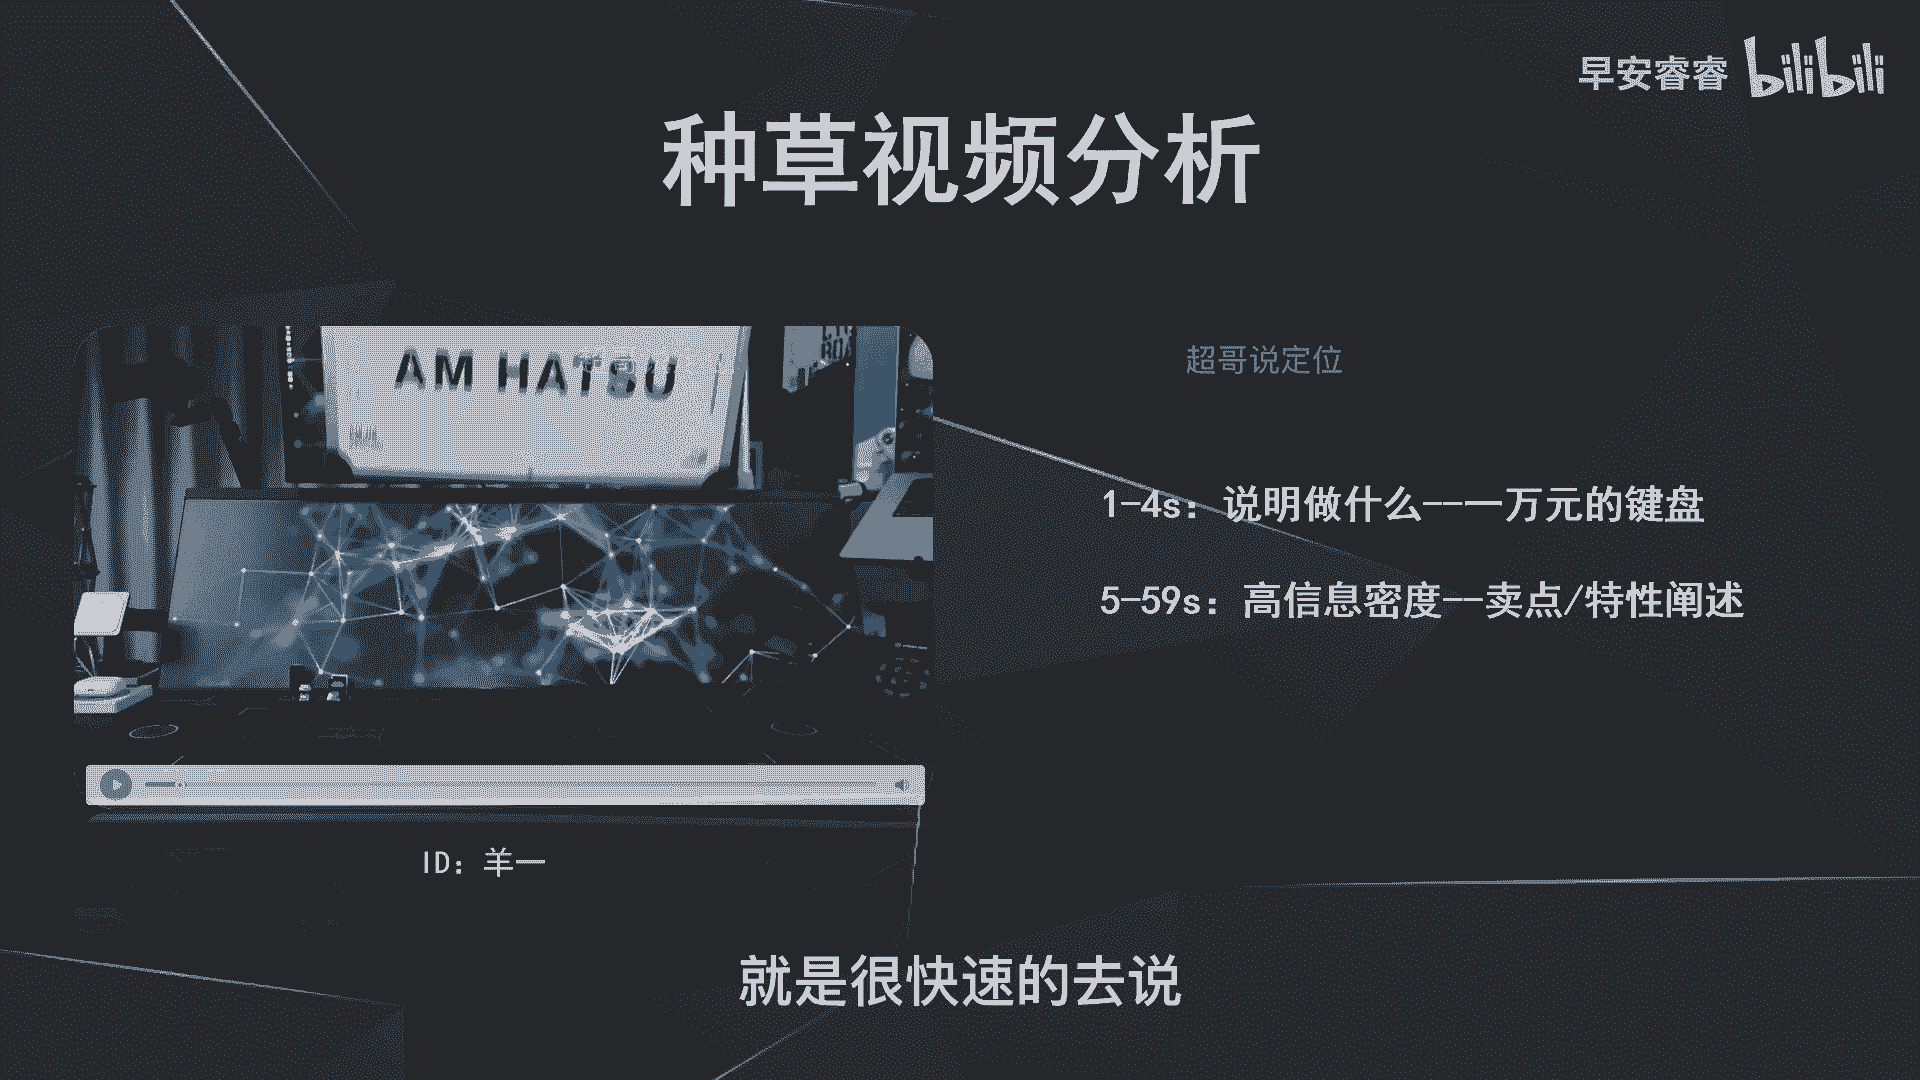 早安睿睿 bilibili
种草视频分析
AM HATSU
超哥说定位
1-4s：说明做什么--一万元的键盘
5-59s：高信息密度--卖点/特性阐述
ID：羊一
就是很快速的去说